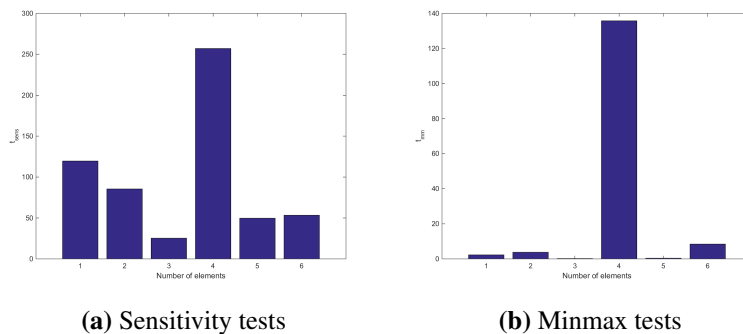 300
250
200
150
100
50
0
t_sens
1 2 3 4 5 6
Number of elements
(a) Sensitivity tests
140
120
100
80
60
40
20
0
t_mm
1 2 3 4 5 6
Number of elements
(b) Minmax tests